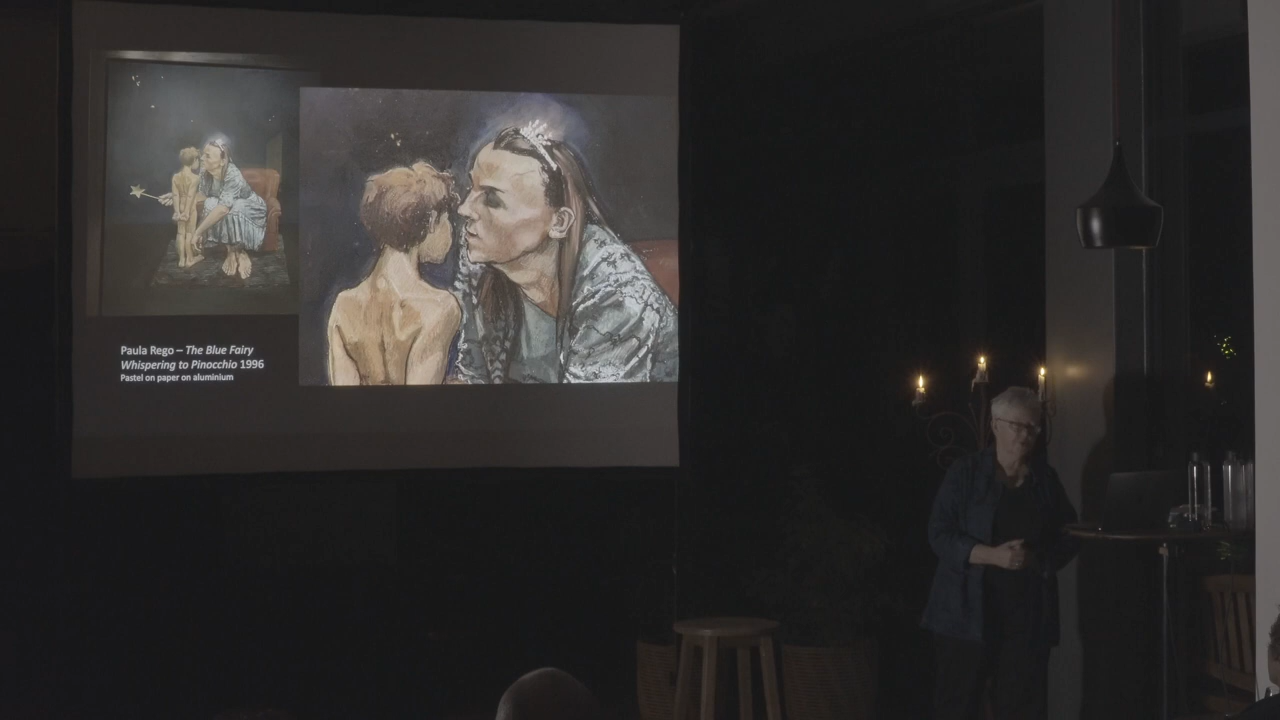 Paula Rego – The Blue Fairy
Whispering to Pinocchio 1996
Pastel on paper on aluminium